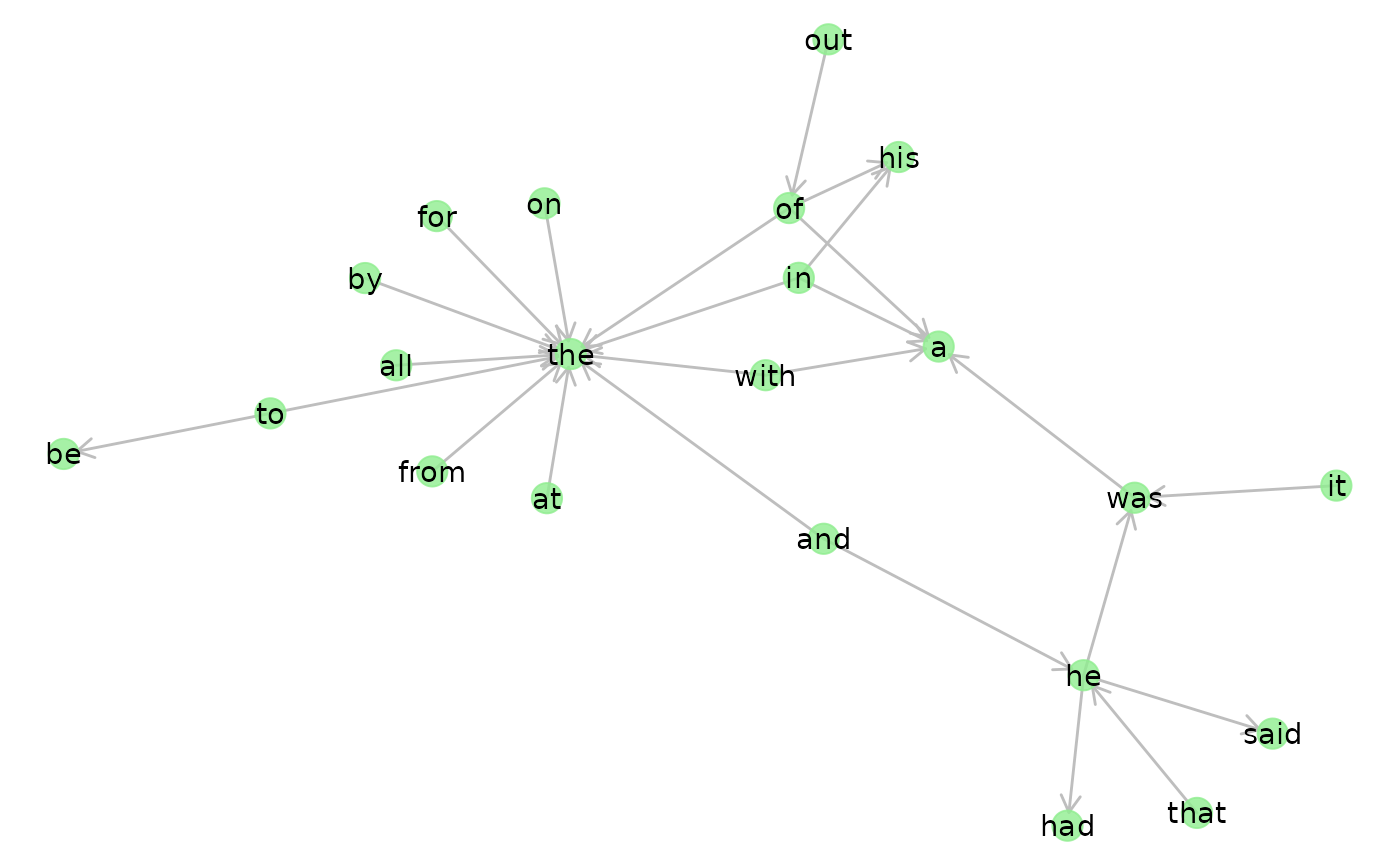 out
his
on
of
for
in
by
a
the
all
with
to
be
from
it
was
at
and
he
said
that
had